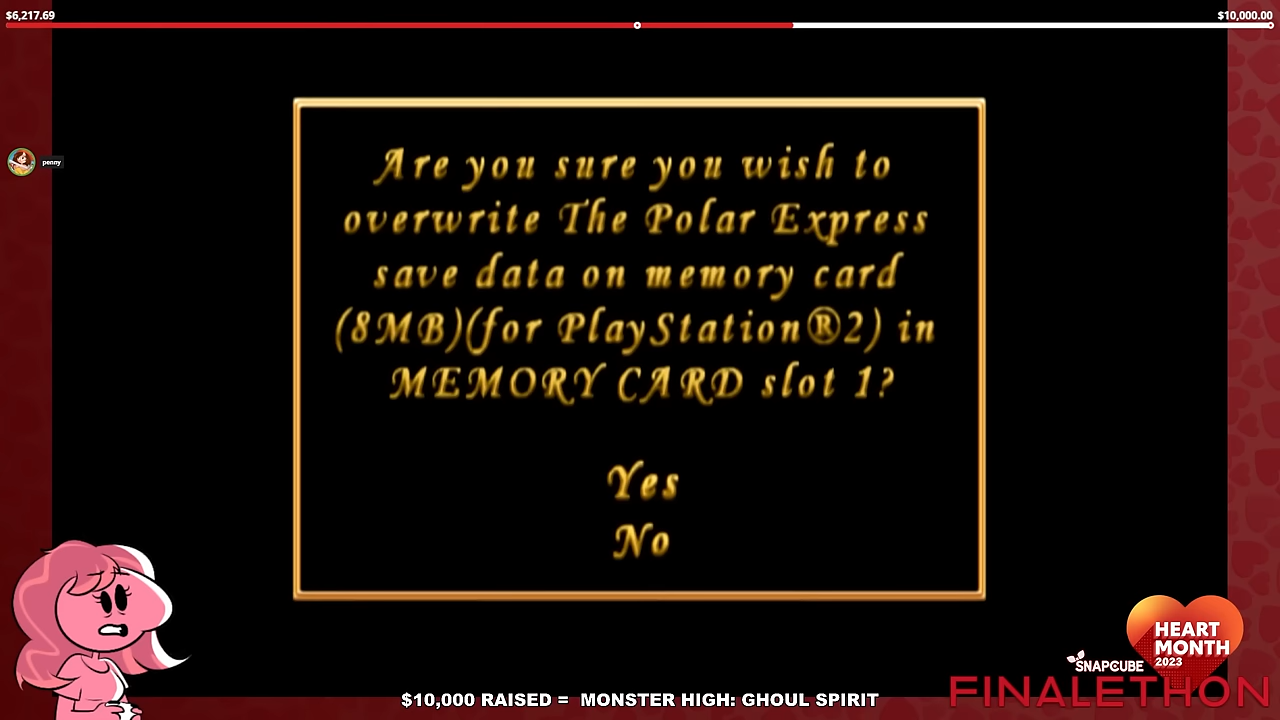 $6,217.69
$10,000.00
penny
Are you sure you wish to
overwrite The Polar Express
save data on memory card
(8MB)(for PlayStation®2) in
MEMORY CARD slot 1?
Yes
No
HEART
MONTH
2023
SNAPCUBE
FINALETHON
$10,000 RAISED = MONSTER HIGH: GHOUL SPIRIT